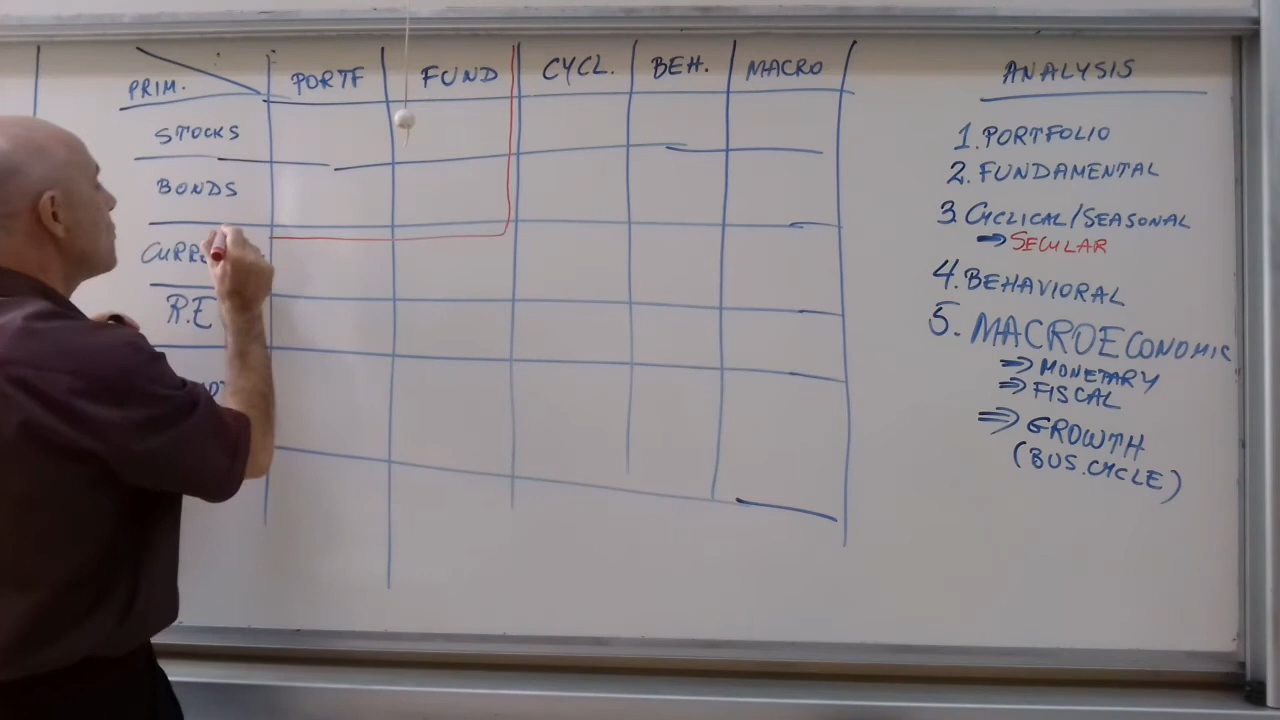 PRIM. PORTF FUND CYCL. BEH. MACRO
STOCKS
BONDS
R.E
ANALYSIS
1. PORTFOLIO
2. FUNDAMENTAL
3. CYCLICAL/SEASONAL
⇒ SECULAR
4. BEHAVIORAL
5. MACROECONOMIC
⇒ MONETARY
⇒ FISCAL
⇒ GROWTH
(BUS. CYCLE)